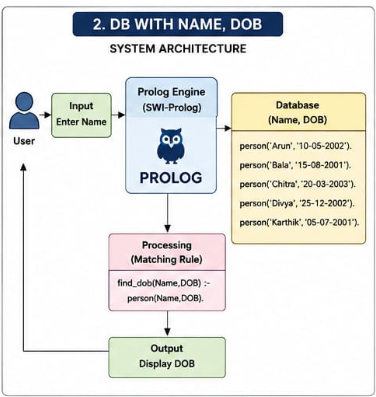 2. DB WITH NAME, DOB
SYSTEM ARCHITECTURE
User
Input
Enter Name
Prolog Engine
(SWI-Prolog)
PROLOG
Database
(Name, DOB)
person('Arun', '10-05-2002').
person('Bala', '15-08-2001').
person('Chitra', '20-03-2003').
person('Divya', '25-12-2002').
person('Karthik', '05-07-2001').
Processing
(Matching Rule)
find_dob(Name,DOB) :-
person(Name,DOB).
Output
Display DOB